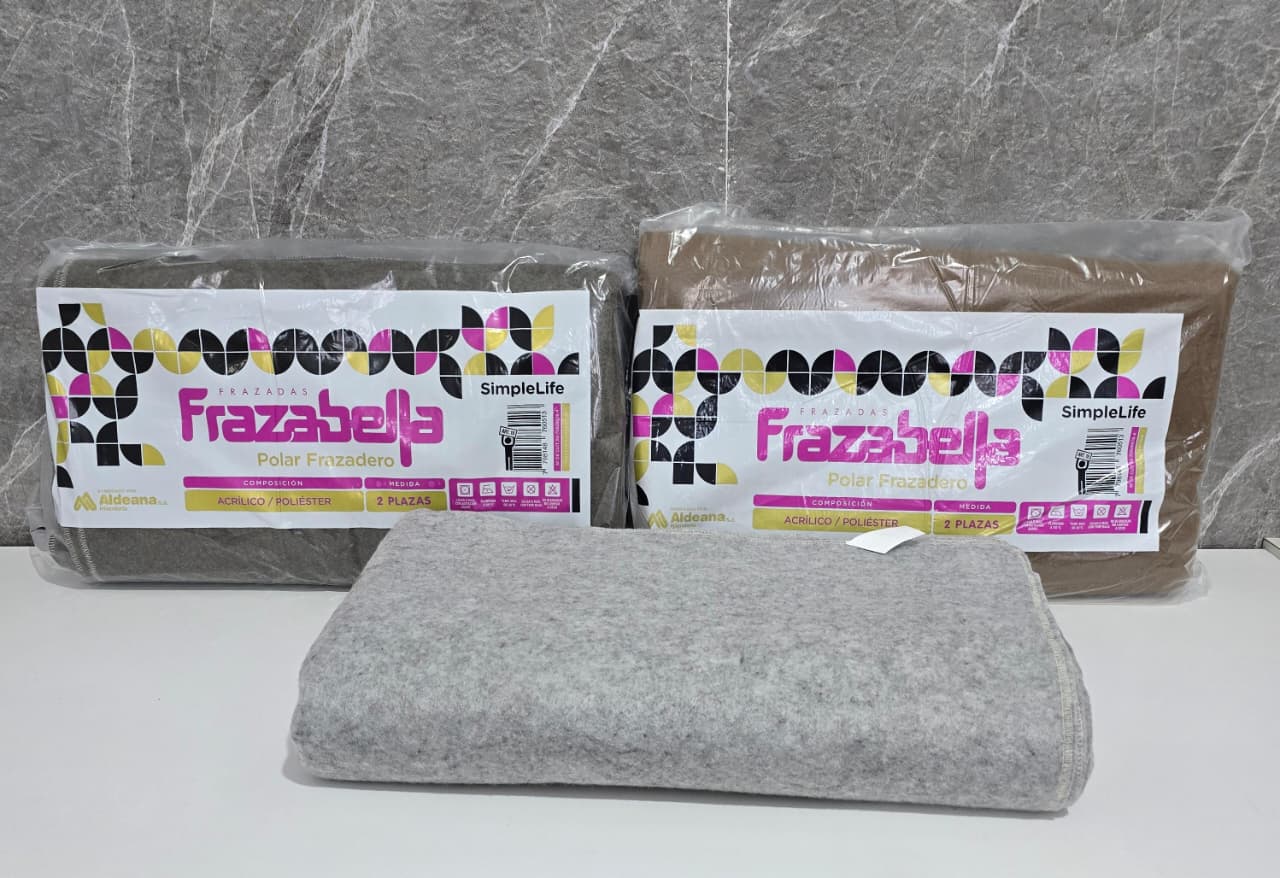 FRAZADAS
Frazabella
Polar Frazadero
SimpleLife
Aldeana S.A.
COMPOSICIÓN
ACRÍLICO / POLIÉSTER
MEDIDA
2 PLAZAS
FRAZADAS
Frazabella
Polar Frazadero
SimpleLife
Aldeana
COMPOSICIÓN
ACRÍLICO / POLIÉSTER
MEDIDA
2 PLAZAS